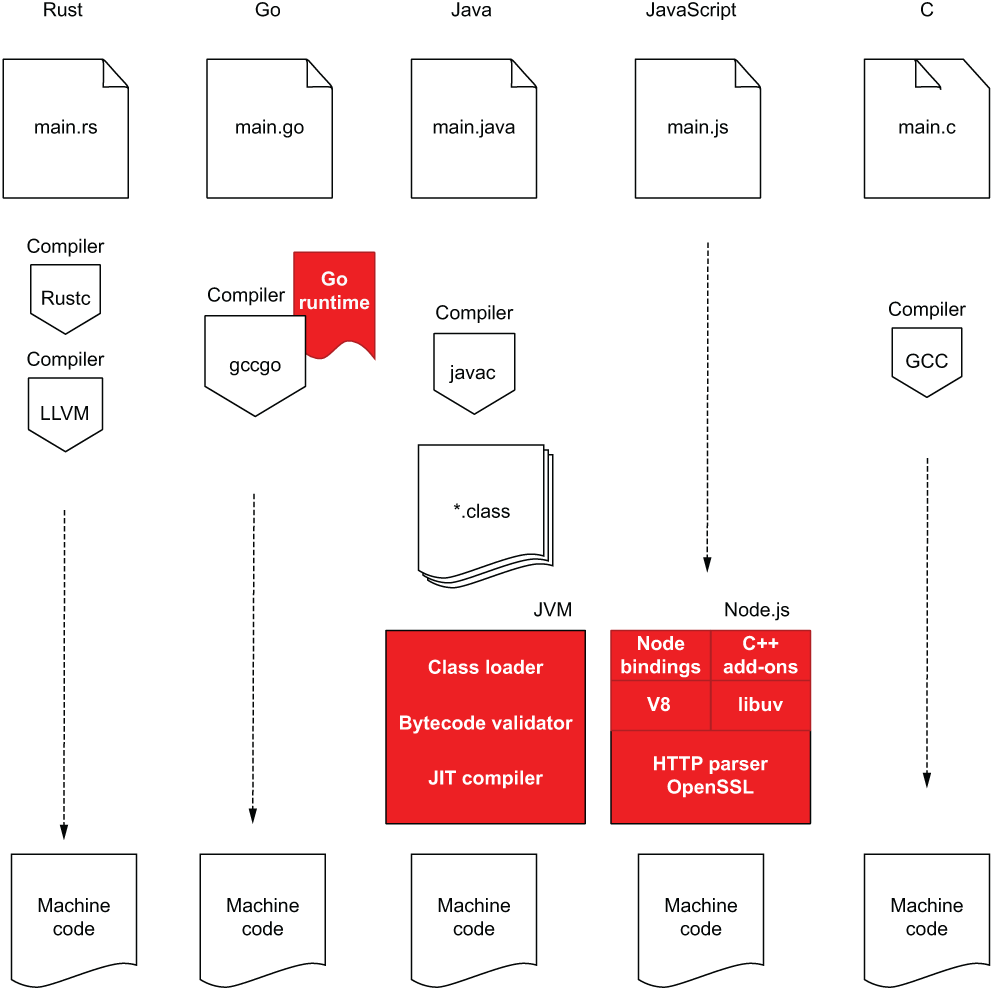 Rust
Go
Java
JavaScript
C
main.rs
main.go
main.java
main.js
main.c
Compiler
Rustc
Compiler
LLVM
Compiler
gccgo
Go
runtime
Compiler
javac
*.class
Compiler
GCC
JVM
Class loader
Bytecode validator
JIT compiler
Node.js
Node
bindings
C++
add-ons
V8
libuv
HTTP parser
OpenSSL
Machine
code
Machine
code
Machine
code
Machine
code
Machine
code